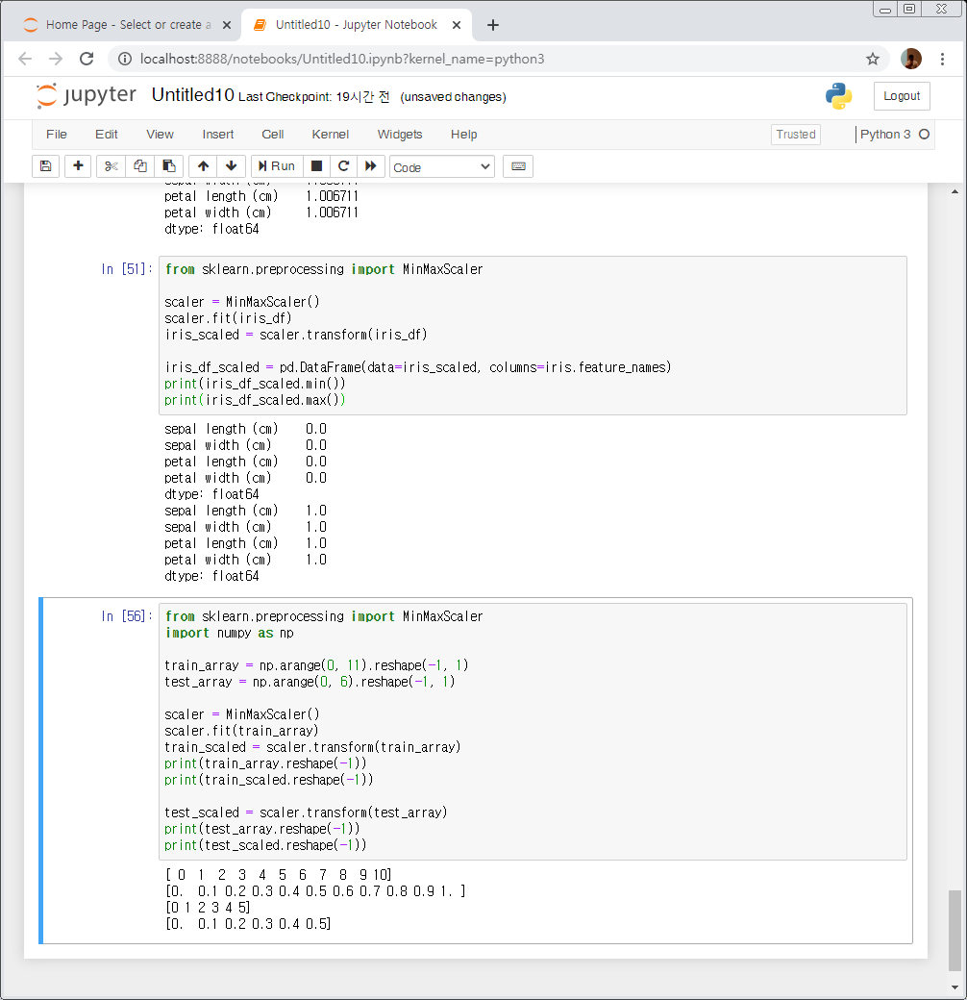 Home Page - Select or create a
Untitled10 - Jupyter Notebook
localhost:8888/notebooks/Untitled10.ipynb?kernel_name=python3
jupyter Untitled10 Last Checkpoint: 19시간 전 (unsaved changes)
Logout
File Edit View Insert Cell Kernel Widgets Help
Trusted
Python 3
Run
Code
petal length (cm) 1.006711
petal width (cm) 1.006711
dtype: float64
In [51]:
from sklearn.preprocessing import MinMaxScaler
scaler = MinMaxScaler()
scaler.fit(iris_df)
iris_scaled = scaler.transform(iris_df)
iris_df_scaled = pd.DataFrame(data=iris_scaled, columns=iris.feature_names)
print(iris_df_scaled.min())
print(iris_df_scaled.max())
sepal length (cm) 0.0
sepal width (cm) 0.0
petal length (cm) 0.0
petal width (cm) 0.0
dtype: float64
sepal length (cm) 1.0
sepal width (cm) 1.0
petal length (cm) 1.0
petal width (cm) 1.0
dtype: float64
In [56]:
from sklearn.preprocessing import MinMaxScaler
import numpy as np
train_array = np.arange(0, 11).reshape(-1, 1)
test_array = np.arange(0, 6).reshape(-1, 1)
scaler = MinMaxScaler()
scaler.fit(train_array)
train_scaled = scaler.transform(train_array)
print(train_array.reshape(-1))
print(train_scaled.reshape(-1))
test_scaled = scaler.transform(test_array)
print(test_array.reshape(-1))
print(test_scaled.reshape(-1))
[ 0 1 2 3 4 5 6 7 8 9 10]
[0. 0.1 0.2 0.3 0.4 0.5 0.6 0.7 0.8 0.9 1. ]
[0 1 2 3 4 5]
[0. 0.1 0.2 0.3 0.4 0.5]